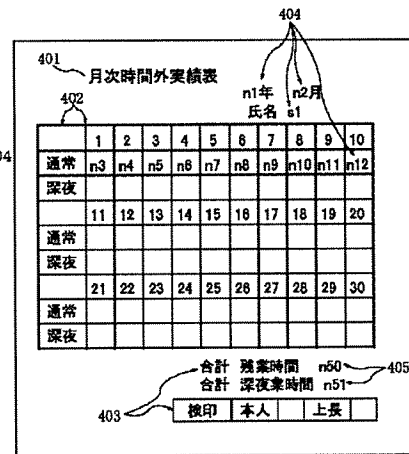 404
401
月次時間外実績表
n1年 n2月
氏名 s1
402
1 2 3 4 5 6 7 8 9 10
通常 n3 n4 n5 n6 n7 n8 n9 n10 n11 n12
深夜
11 12 13 14 15 16 17 18 19 20
通常
深夜
21 22 23 24 25 26 27 28 29 30
通常
深夜
合計 残業時間 n50
405
合計 深夜業時間 n51
403
検印 本人 上長